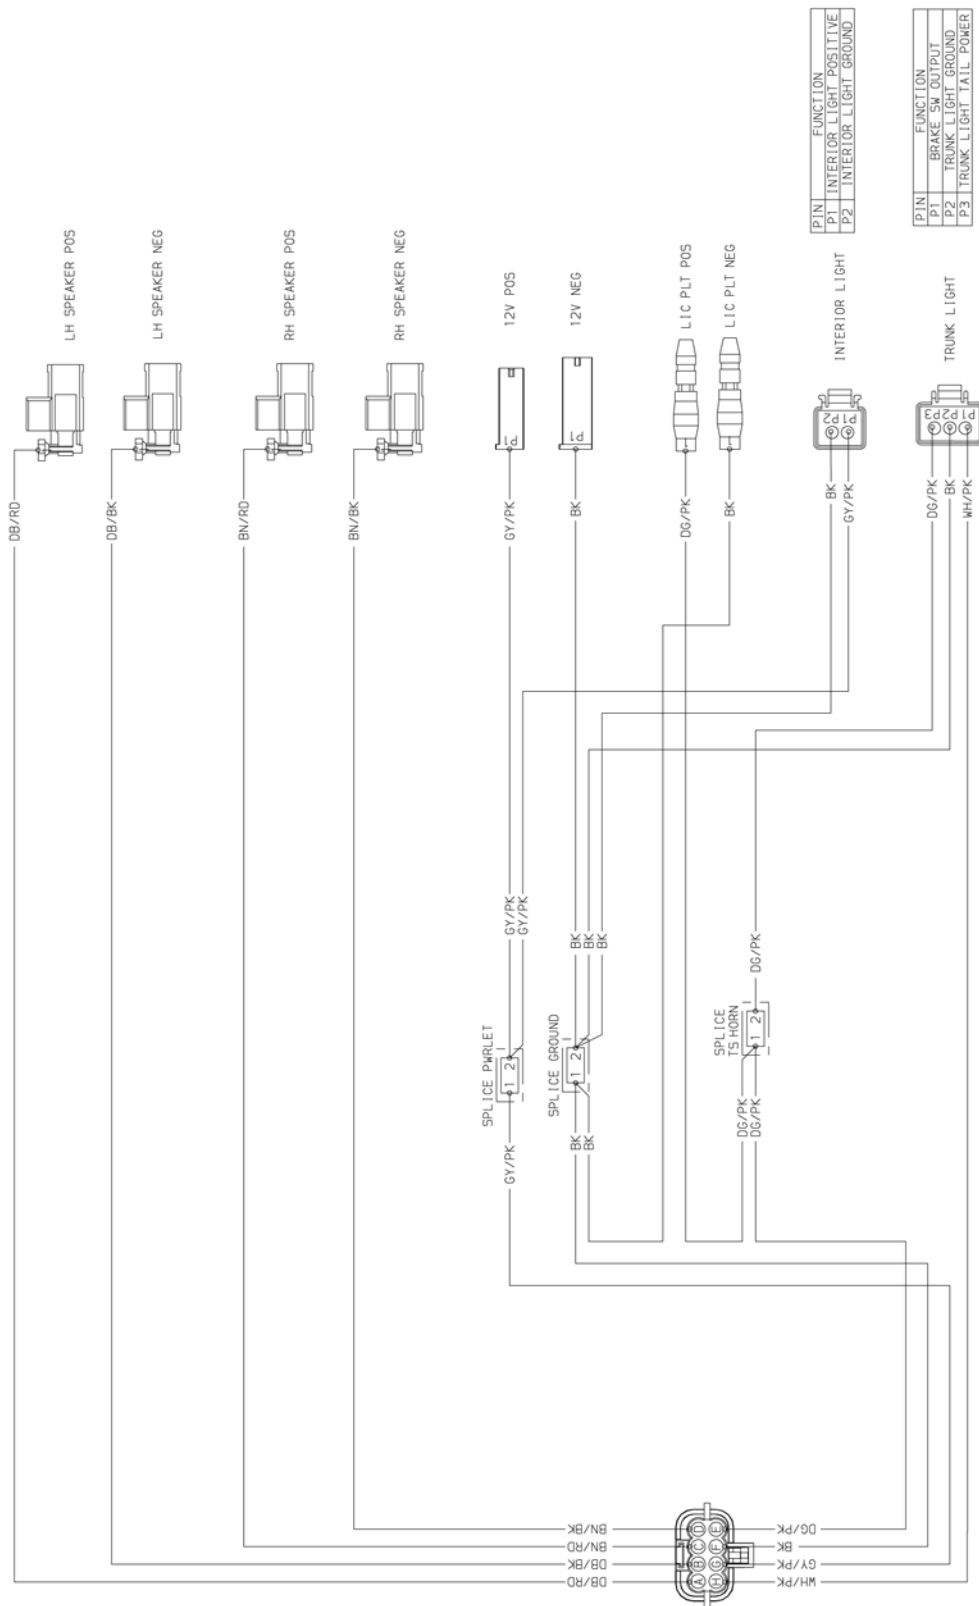 PIN FUNCTION
P1 INTERIOR LIGHT POSITIVE
P2 INTERIOR LIGHT GROUND
PIN FUNCTION
P1 BRAKE SW OUTPUT
P2 TRUNK LIGHT GROUND
P3 TRUNK LIGHT TAIL POWER
LH SPEAKER POS
LH SPEAKER NEG
RH SPEAKER POS
RH SPEAKER NEG
12V POS
12V NEG
LIC PLT POS
LIC PLT NEG
INTERIOR LIGHT
TRUNK LIGHT
P1
P1
1
1
P1P2
P1P2P3
DB/RD
DB/BK
BN/RD
BN/BK
GY/PK
BK
DG/PK
BK
BK
GY/PK
DG/PK
BK
WH/PK
GY/PK
GY/PK
BK
BK
BK
DG/PK
SPLICE PWRLET
1 2
SPLICE GROUND
1 2
SPLICE
TS HORN
1 2
GY/PK
BK
BK
DG/PK
DG/PK
DB/RD
DB/BK
BN/RD
BN/BK
A B C D
H G F E
WH/PK
GY/PK
BK
DG/PK